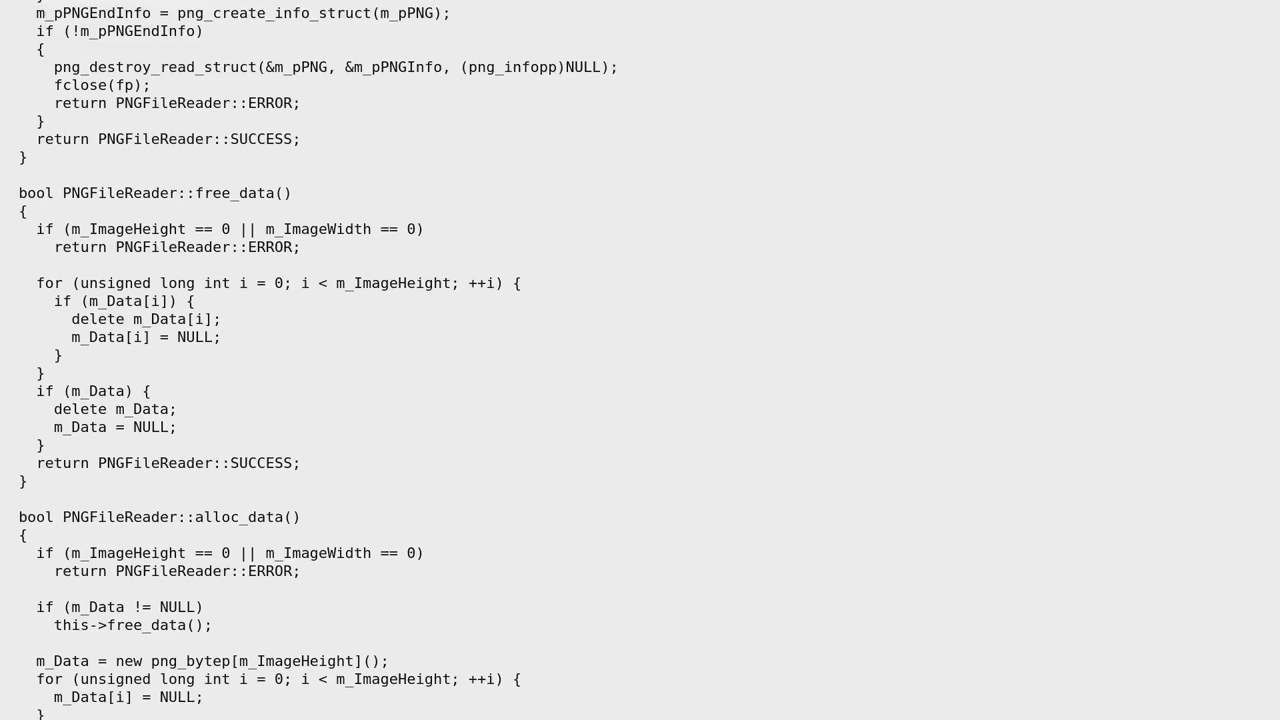 m_pPNGEndInfo = png_create_info_struct(m_pPNG);
if (!m_pPNGEndInfo)
{
png_destroy_read_struct(&m_pPNG, &m_pPNGInfo, (png_infopp)NULL);
fclose(fp);
return PNGFileReader::ERROR;
}
return PNGFileReader::SUCCESS;
}
bool PNGFileReader::free_data()
{
if (m_ImageHeight == 0 || m_ImageWidth == 0)
return PNGFileReader::ERROR;
for (unsigned long int i = 0; i < m_ImageHeight; ++i) {
if (m_Data[i]) {
delete m_Data[i];
m_Data[i] = NULL;
}
}
if (m_Data) {
delete m_Data;
m_Data = NULL;
}
return PNGFileReader::SUCCESS;
}
bool PNGFileReader::alloc_data()
{
if (m_ImageHeight == 0 || m_ImageWidth == 0)
return PNGFileReader::ERROR;
if (m_Data != NULL)
this->free_data();
m_Data = new png_bytep[m_ImageHeight]();
for (unsigned long int i = 0; i < m_ImageHeight; ++i) {
m_Data[i] = NULL;
}